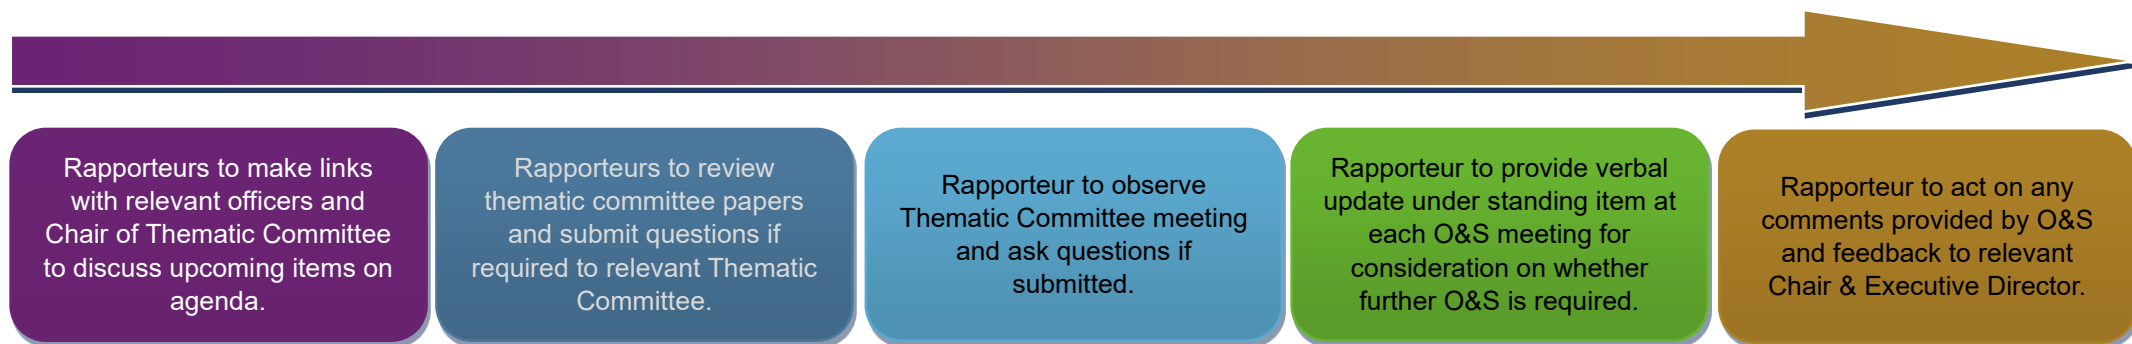 Rapporteurs to make links
with relevant officers and
Chair of Thematic Committee
to discuss upcoming items on
agenda.
Rapporteurs to review
thematic committee papers
and submit questions if
required to relevant Thematic
Committee.
Rapporteur to observe
Thematic Committee meeting
and ask questions if
submitted.
Rapporteur to provide verbal
update under standing item at
each O&S meeting for
consideration on whether
further O&S is required.
Rapporteur to act on any
comments provided by O&S
and feedback to relevant
Chair & Executive Director.